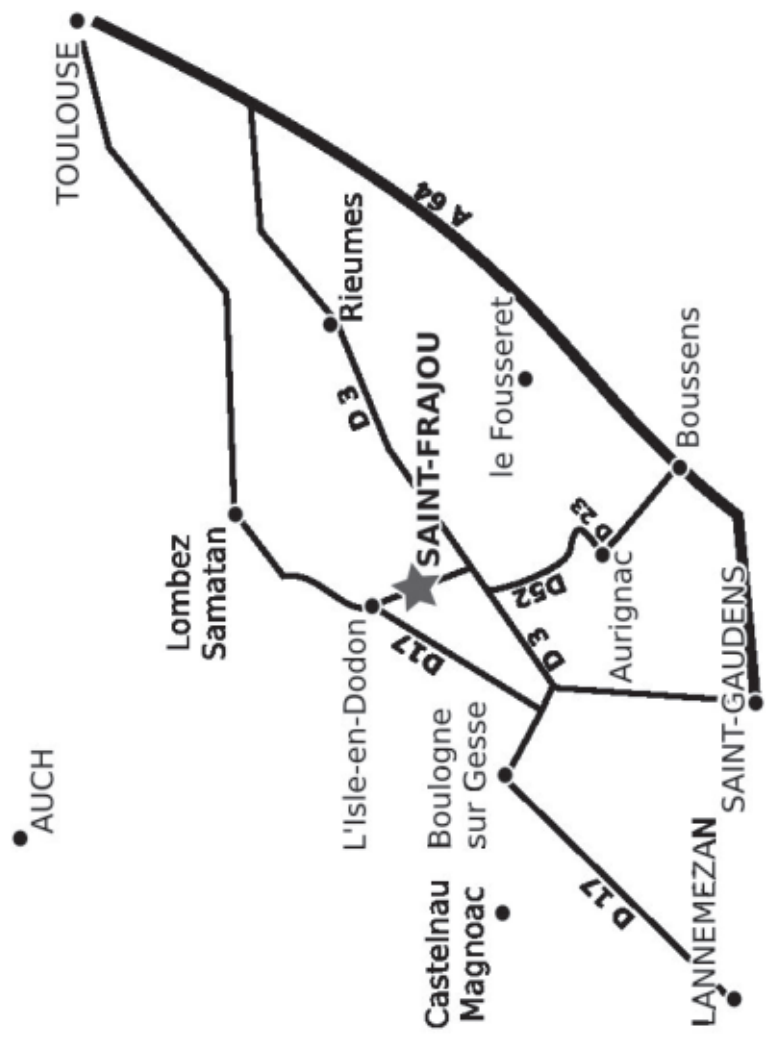 TOULOUSE
A 64
Rieumes
D 3
le Fousseret
SAINT-FRAJOU
Boussens
Lombez
Samatan
D 23
D52
Aurignac
D 3
D17
L'Isle-en-Dodon
SAINT-GAUDENS
Boulogne
sur Gesse
AUCH
D 17
Castelnau
Magnoac
LANNEMEZAN